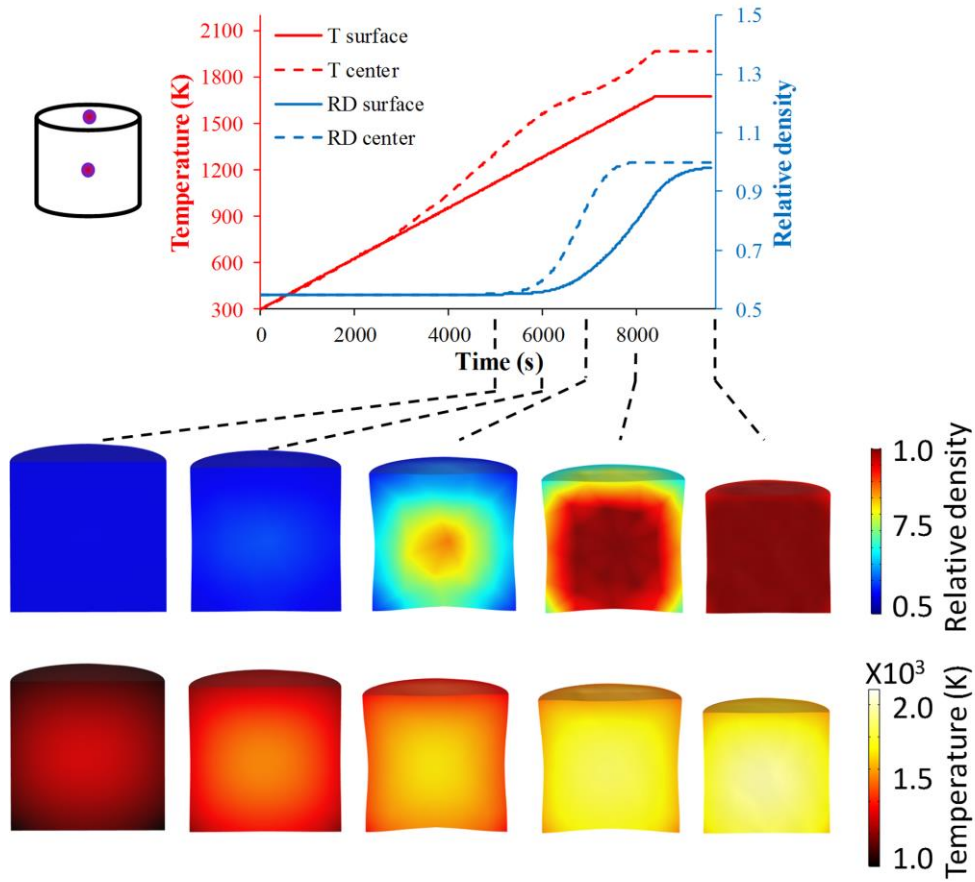 2100
1800
1500
1200
900
600
300
Temperature (K)
T surface
T center
RD surface
RD center
1.5
1.3
1.1
0.9
0.7
0.5
Relative density
0 2000 4000 6000 8000
Time (s)
1.0
7.5
0.5
Relative density
X10³
2.0
1.5
1.0
Temperature (K)